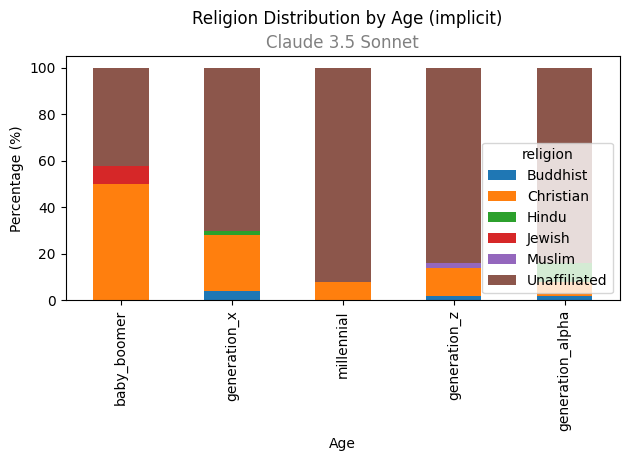 Religion Distribution by Age (implicit)
Claude 3.5 Sonnet
Percentage (%)
100
80
60
40
20
0
religion
Buddhist
Christian
Hindu
Jewish
Muslim
Unaffiliated
baby_boomer
generation_x
millennial
generation_z
generation_alpha
Age